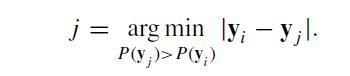 j = arg min |y_i − y_j|.
P(y_j)>P(y_i)